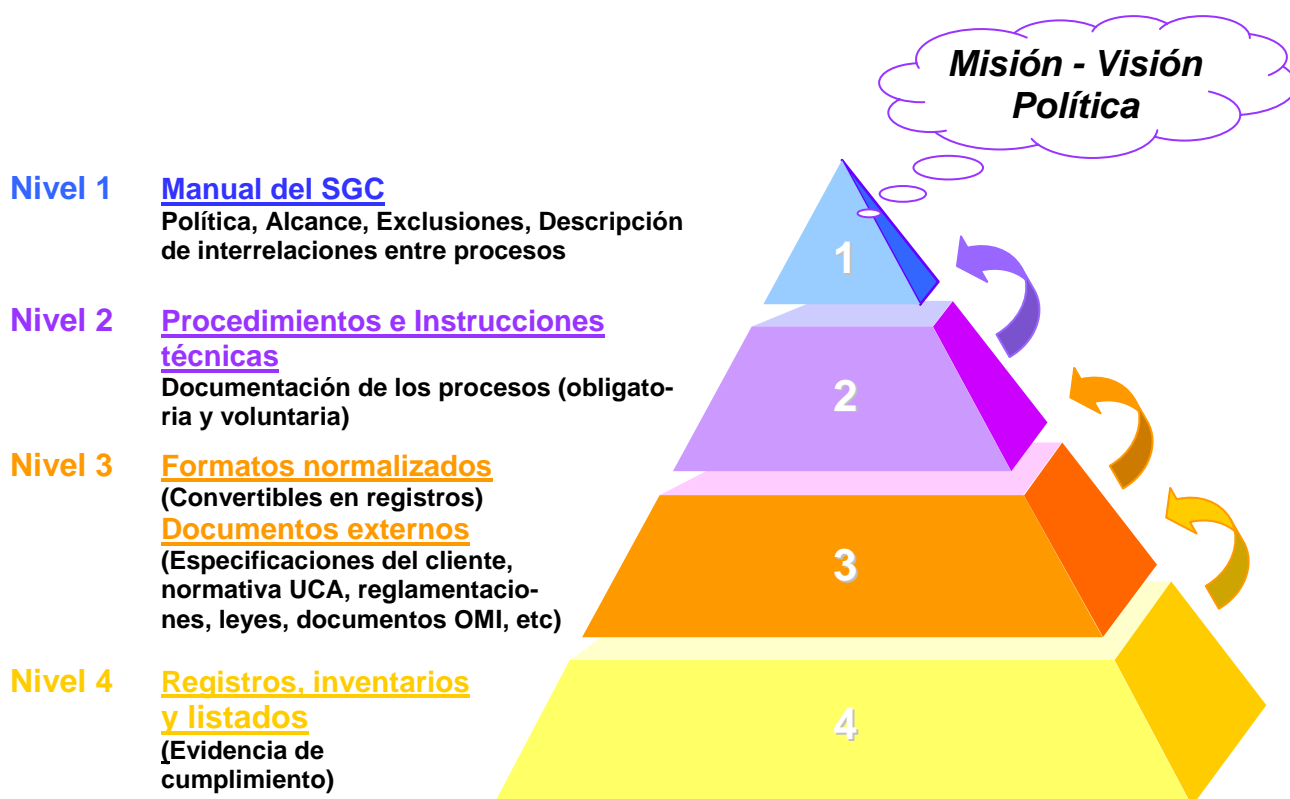 Misión - Visión
Política
Nivel 1
Manual del SGC
Política, Alcance, Exclusiones, Descripción
de interrelaciones entre procesos
1
Nivel 2
Procedimientos e Instrucciones
técnicas
Documentación de los procesos (obligato-
ria y voluntaria)
2
Nivel 3
Formatos normalizados
(Convertibles en registros)
Documentos externos
(Especificaciones del cliente,
normativa UCA, reglamentacio-
nes, leyes, documentos OMI, etc)
3
Nivel 4
Registros, inventarios
y listados
(Evidencia de
cumplimiento)
4